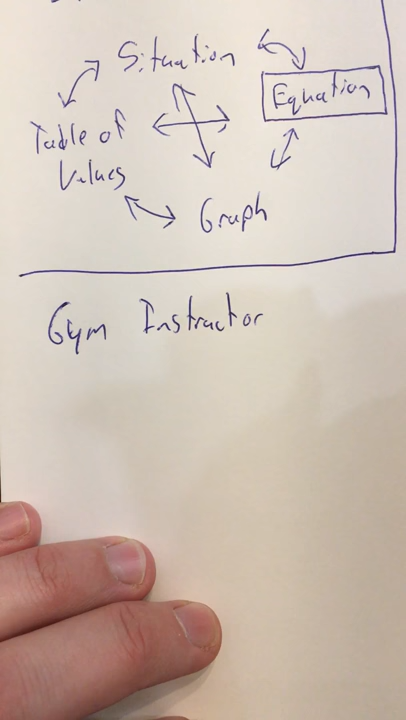 Situation
Equation
Table of
Values
Graph
Gym Instructor